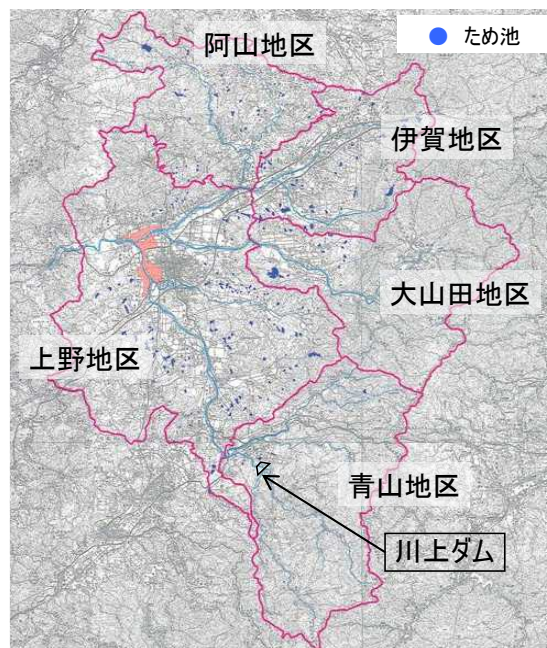 ため池
阿山地区
伊賀地区
大山田地区
上野地区
青山地区
川上ダム